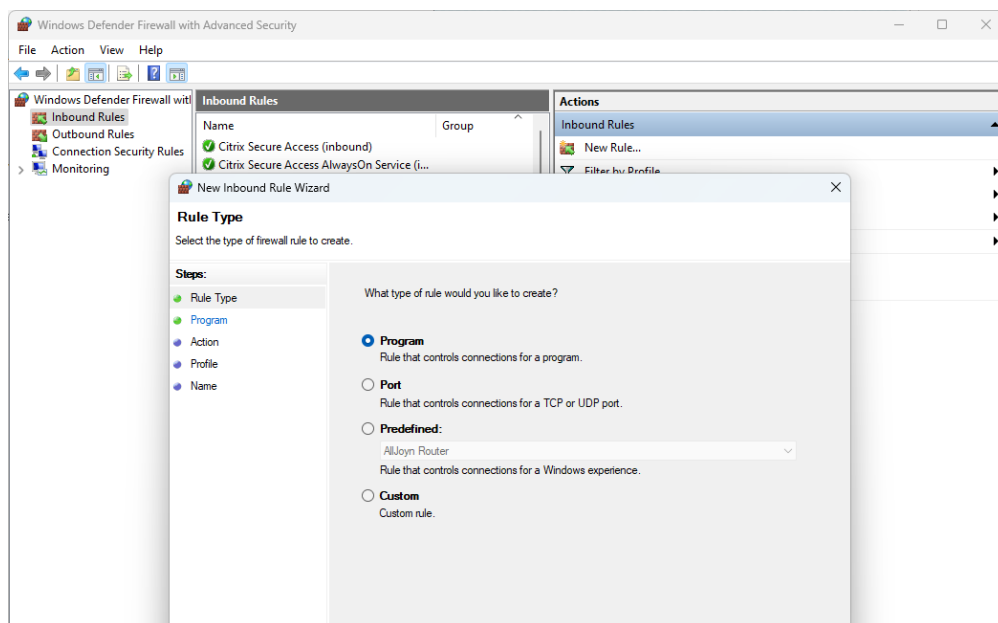 Windows Defender Firewall with Advanced Security
File Action View Help
Windows Defender Firewall with
Inbound Rules
Outbound Rules
Connection Security Rules
Monitoring
Inbound Rules
Name Group
Citrix Secure Access (inbound)
Citrix Secure Access AlwaysOn Service (i...
Actions
Inbound Rules
New Rule...
Filter by Profile
New Inbound Rule Wizard
Rule Type
Select the type of firewall rule to create.
Steps:
Rule Type
Program
Action
Profile
Name
What type of rule would you like to create?
Program
Rule that controls connections for a program.
Port
Rule that controls connections for a TCP or UDP port.
Predefined:
AllJoyn Router
Rule that controls connections for a Windows experience.
Custom
Custom rule.